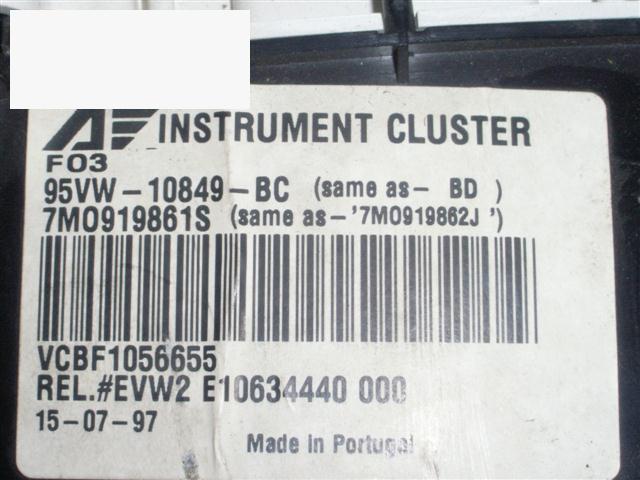 AE INSTRUMENT CLUSTER
F03
95VW-10849-BC (same as- BD )
7M0919861S (same as-'7M0919862J ')
VCBF1056655
REL.#EVW2 E10634440 000
15-07-97
Made in Portugal